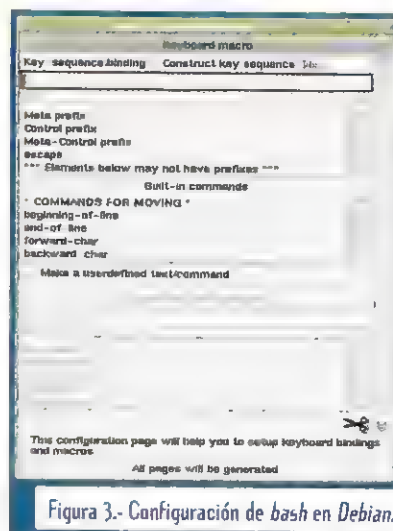 Keyboard macro
Key sequence binding Construct key sequence
Meta prefix
Control prefix
Meta-Control prefix
escape
*** Elements below may not have prefixes ***
Built-in commands
* COMMANDS FOR MOVING *
beginning-of-line
end-of-line
forward-char
backward-char
Make a userdefined text/command
This configuration page will help you to setup keyboard bindings
and macros
All pages will be generated
Figura 3.- Configuración de bash en Debian.